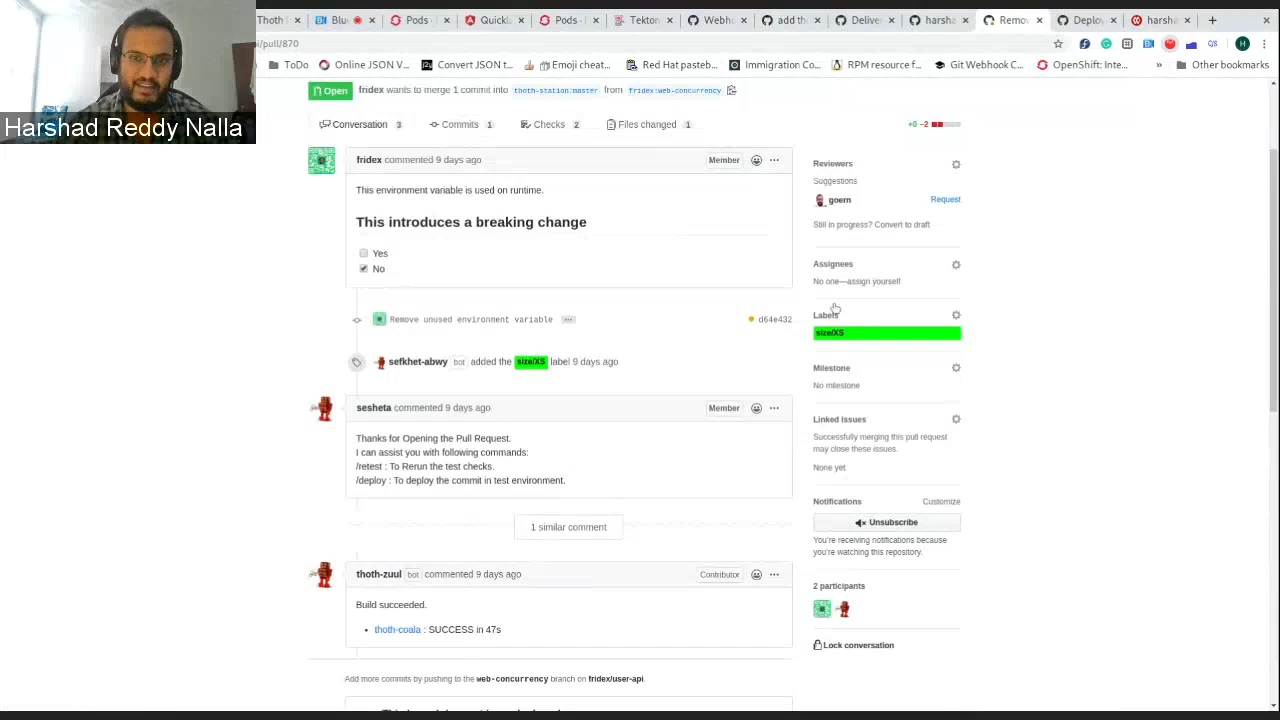 Thoth
Blue
Pods
Quickla
Pods-
Tekton
Webh
add the
Deliver
harsha
Remov
Deploy
harsha
i/pull/870
H
ToDo
Online JSON V...
Convert JSON t...
Emoji cheat...
Red Hat pasteb...
Immigration Co...
RPM resource f...
Git Webhook C...
OpenShift: Inte...
»
Other bookmarks
Harshad Reddy Nalla
Open
fridex wants to merge 1 commit into thoth-station:master from fridex:web-concurrency
Conversation 3
Commits 1
Checks 2
Files changed 1
+0 −2
fridex commented 9 days ago
Member
This environment variable is used on runtime.
This introduces a breaking change
Yes
No
Remove unused environment variable
d64e432
sefkhet-abwy bot added the size/XS label 9 days ago
sesheta commented 9 days ago
Member
Thanks for Opening the Pull Request.
I can assist you with following commands:
/retest : To Rerun the test checks.
/deploy : To deploy the commit in test environment.
1 similar comment
thoth-zuul bot commented 9 days ago
Contributor
Build succeeded.
• thoth-coala : SUCCESS in 47s
Add more commits by pushing to the web-concurrency branch on fridex/user-api.
Reviewers
Suggestions
goern
Request
Still in progress? Convert to draft
Assignees
No one—assign yourself
Labels
size/XS
Milestone
No milestone
Linked issues
Successfully merging this pull request
may close these issues.
None yet
Notifications
Customize
Unsubscribe
You're receiving notifications because
you're watching this repository.
2 participants
Lock conversation